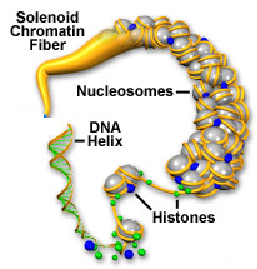 Solenoid
Chromatin
Fiber
Nucleosomes
DNA
Helix
Histones